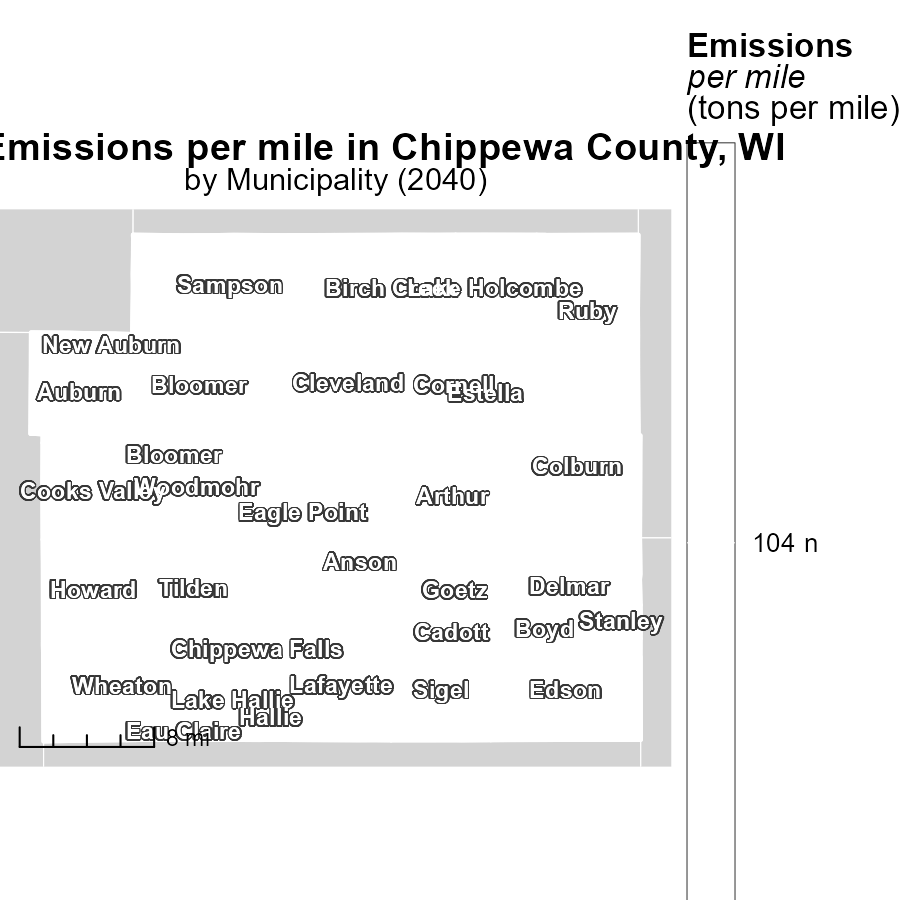 Emissions
per mile
(tons per mile)
Emissions per mile in Chippewa County, WI
by Municipality (2040)
Sampson
Birch Creek
Lake Holcombe
Ruby
New Auburn
Auburn
Bloomer
Cleveland
Cornell
Estella
Bloomer
Colburn
Cooks Valley
Woodmohr
Arthur
Eagle Point
104 n
Anson
Howard
Tilden
Goetz
Delmar
Cadott
Boyd
Stanley
Chippewa Falls
Wheaton
Lake Hallie
Lafayette
Sigel
Edson
Hallie
Eau Claire
8 mi